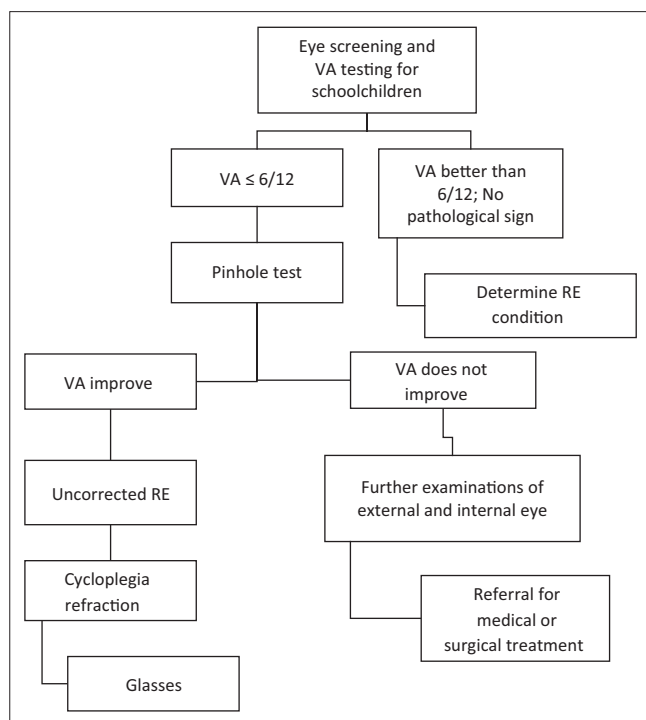 Eye screening and
VA testing for
schoolchildren
VA ≤ 6/12
VA better than
6/12; No
pathological sign
Pinhole test
Determine RE
condition
VA improve
VA does not
improve
Uncorrected RE
Further examinations of
external and internal eye
Cycloplegia
refraction
Referral for
medical or
surgical treatment
Glasses